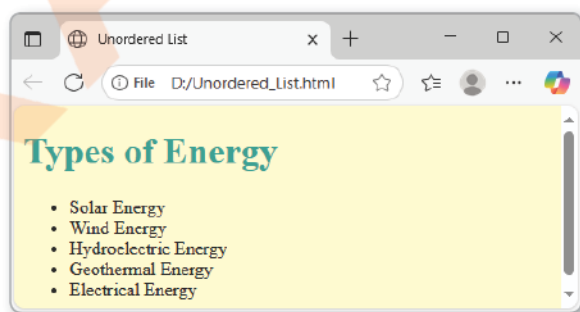 Unordered List
File D:/Unordered_List.html
Types of Energy
• Solar Energy
• Wind Energy
• Hydroelectric Energy
• Geothermal Energy
• Electrical Energy